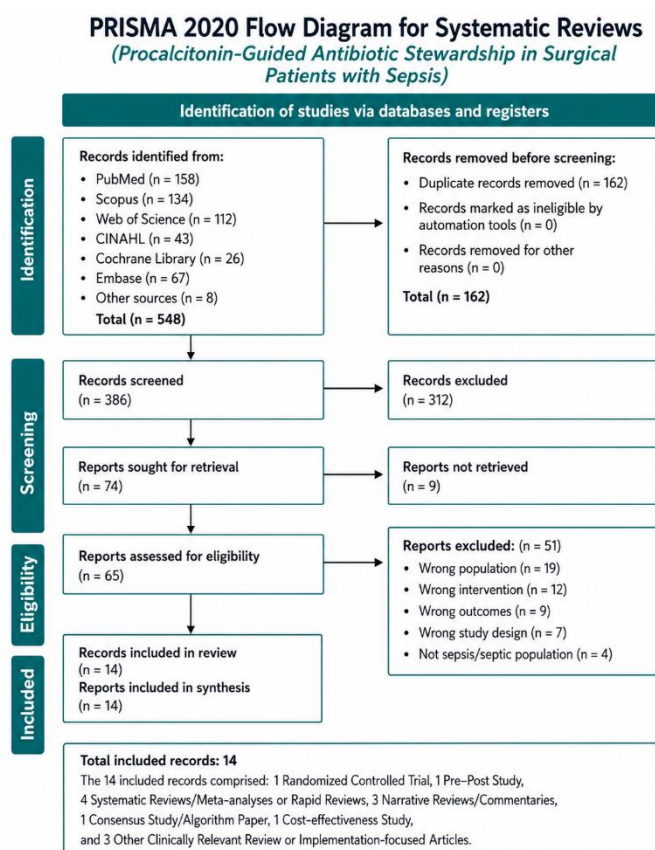 PRISMA 2020 Flow Diagram for Systematic Reviews
(Procalcitonin-Guided Antibiotic Stewardship in Surgical
Patients with Sepsis)
Identification of studies via databases and registers
Identification
Records identified from:
• PubMed (n = 158)
• Scopus (n = 134)
• Web of Science (n = 112)
• CINAHL (n = 43)
• Cochrane Library (n = 26)
• Embase (n = 67)
• Other sources (n = 8)
Total (n = 548)
Records removed before screening:
• Duplicate records removed (n = 162)
• Records marked as ineligible by
automation tools (n = 0)
• Records removed for other
reasons (n = 0)
Total (n = 162)
Screening
Records screened
(n = 386)
Records excluded
(n = 312)
Reports sought for retrieval
(n = 74)
Reports not retrieved
(n = 9)
Eligibility
Reports assessed for eligibility
(n = 65)
Reports excluded: (n = 51)
• Wrong population (n = 19)
• Wrong intervention (n = 12)
• Wrong outcomes (n = 9)
• Wrong study design (n = 7)
• Not sepsis/septic population (n = 4)
Included
Records included in review
(n = 14)
Reports included in synthesis
(n = 14)
Total included records: 14
The 14 included records comprised: 1 Randomized Controlled Trial, 1 Pre–Post Study,
4 Systematic Reviews/Meta-analyses or Rapid Reviews, 3 Narrative Reviews/Commentaries,
1 Consensus Study/Algorithm Paper, 1 Cost-effectiveness Study,
and 3 Other Clinically Relevant Review or Implementation-focused Articles.